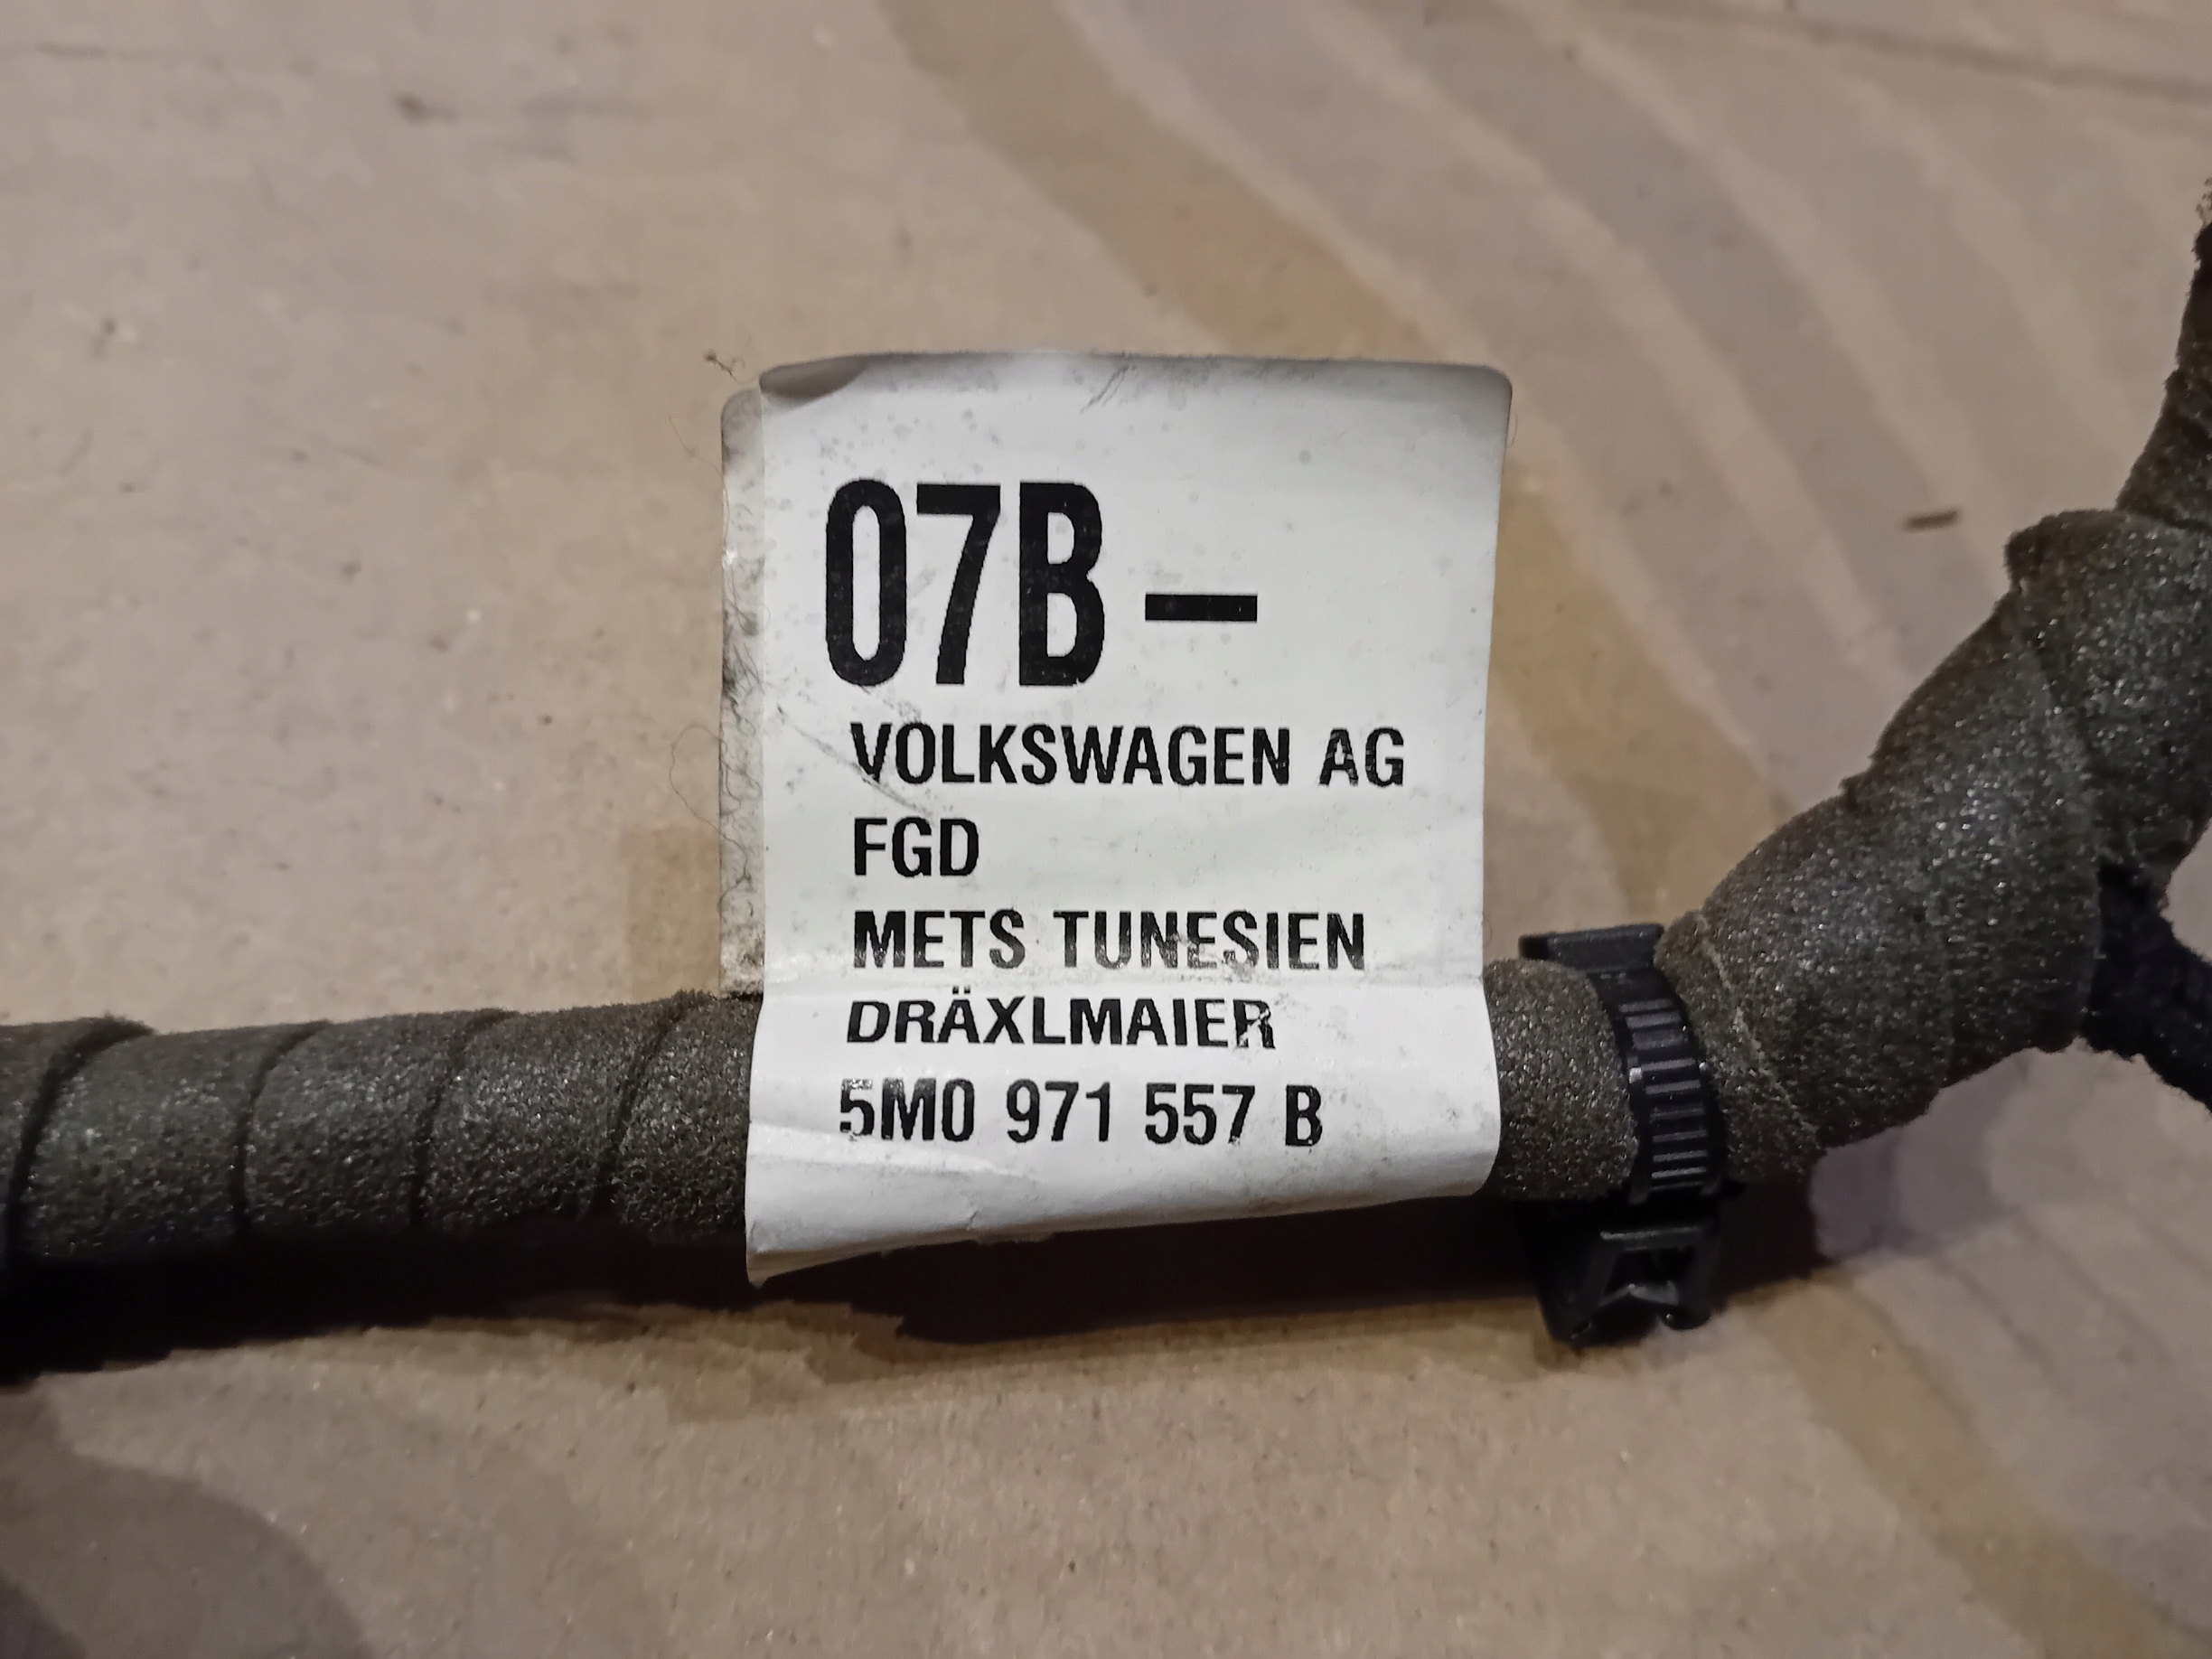 07B-
VOLKSWAGEN AG
FGD
METS TUNESIEN
DRÄXLMAIER
5M0 971 557 B